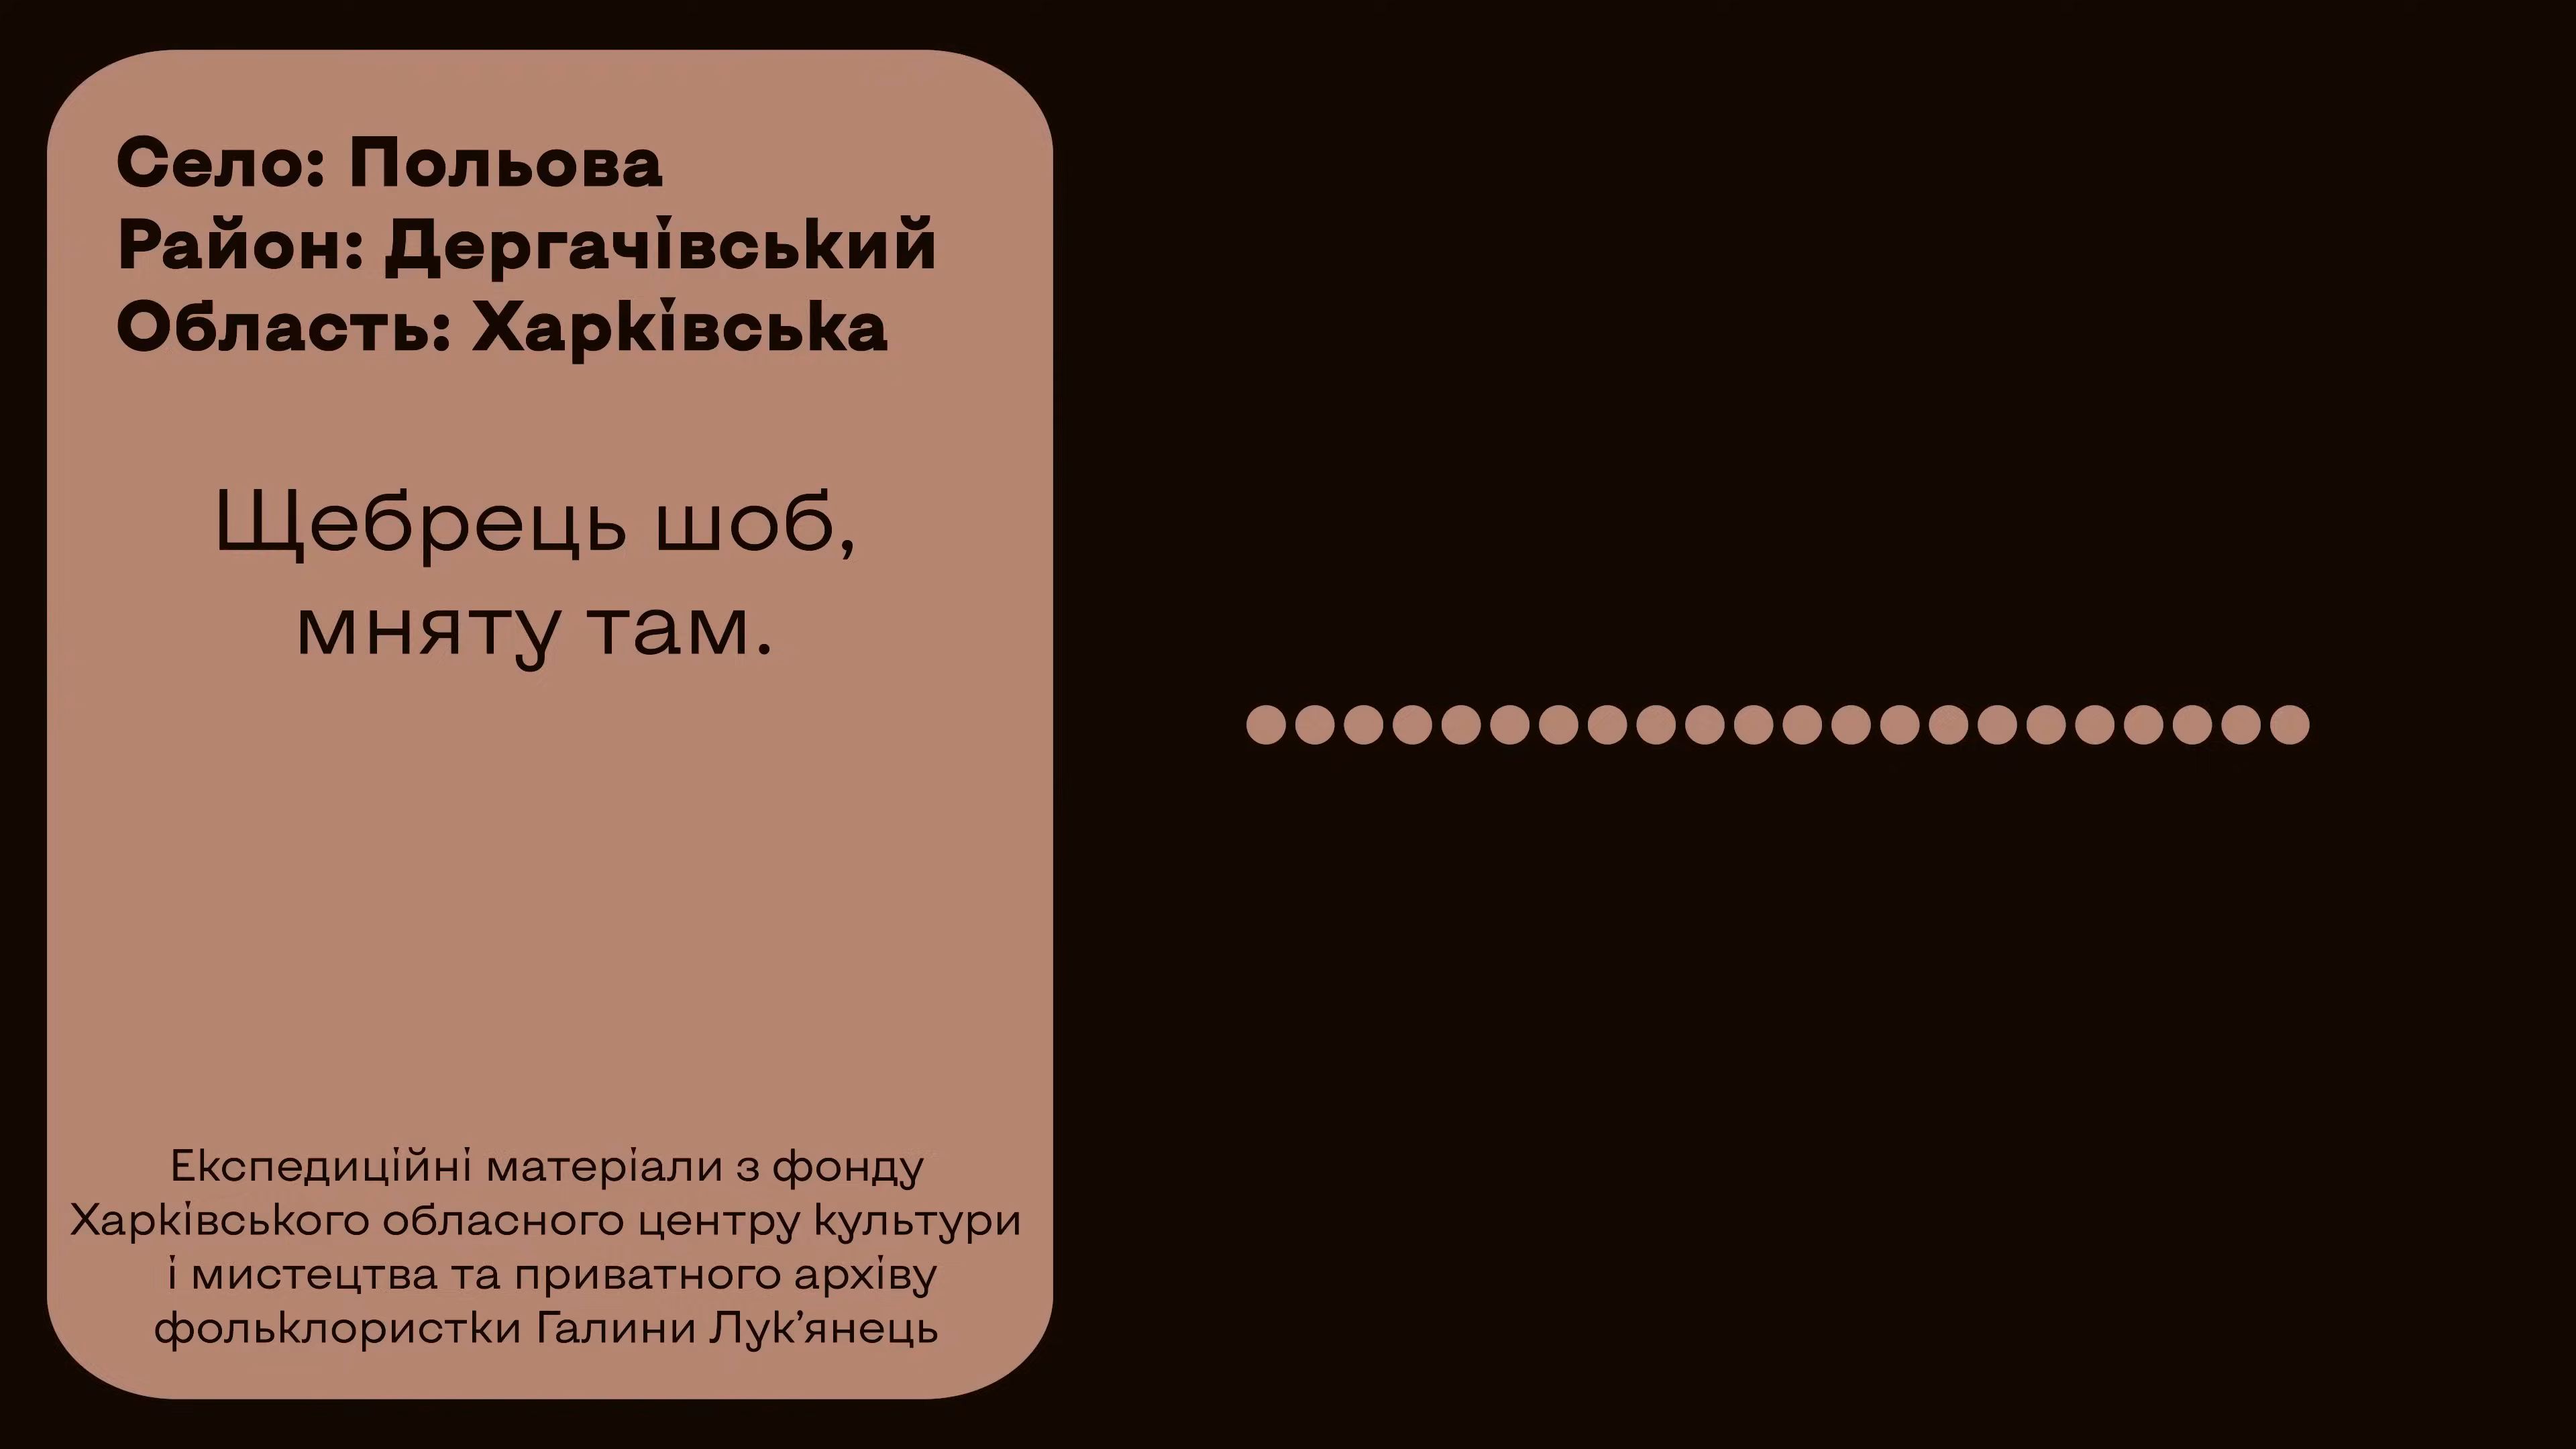 Село: Польова
Район: Дергачівський
Область: Харківська
Щебрець шоб,
мняту там.
Експедиційні матеріали з фонду
Харківського обласного центру культури
і мистецтва та приватного архіву
фольклористки Галини Лук’янець